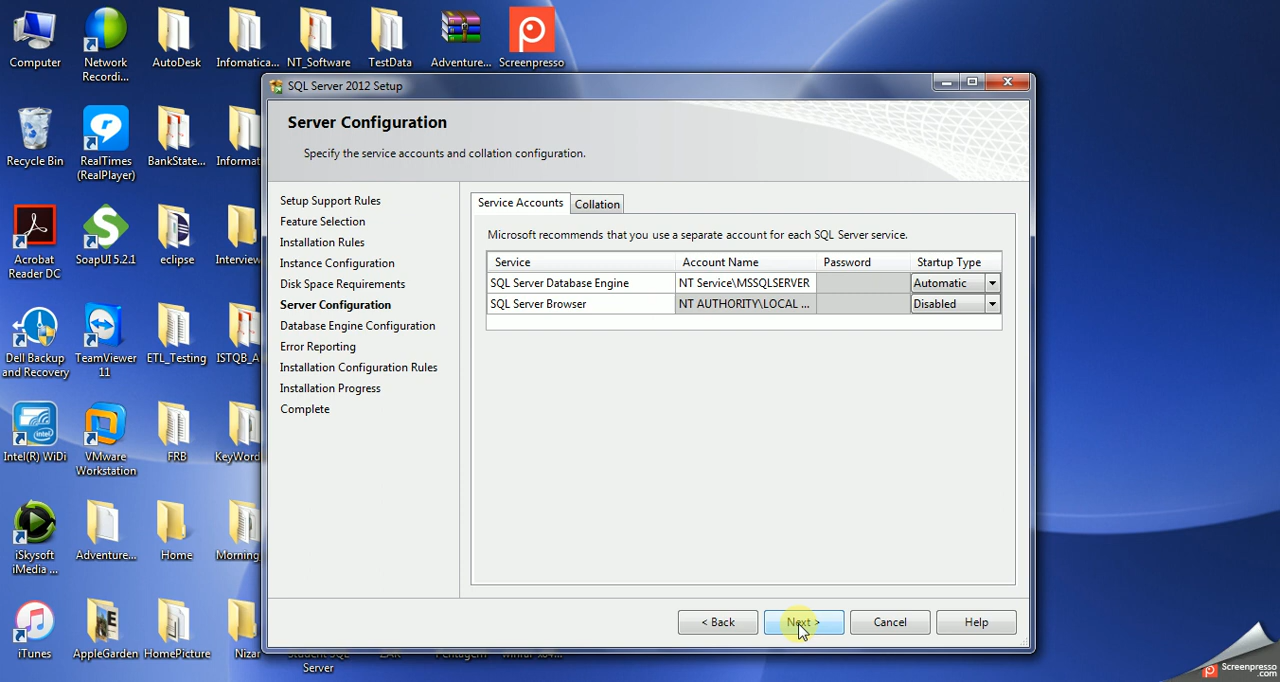 Computer
Network
Recordi...
AutoDesk
Informatica...
NT_Software
TestData
Adventure...
Screenpresso
Recycle Bin
RealTimes
(RealPlayer)
BankState...
Informat
Acrobat
Reader DC
SoapUI 5.2.1
eclipse
Interview
Dell Backup
and Recovery
TeamViewer
11
ETL_Testing
ISTQB_A
Intel(R) WiDi
VMware
Workstation
FRB
KeyWord
iSkysoft
iMedia ...
Adventure...
Home
Morning
iTunes
AppleGarden
HomePicture
Nizar
Server
SQL Server 2012 Setup
Server Configuration
Specify the service accounts and collation configuration.
Setup Support Rules
Feature Selection
Installation Rules
Instance Configuration
Disk Space Requirements
Server Configuration
Database Engine Configuration
Error Reporting
Installation Configuration Rules
Installation Progress
Complete
Service Accounts
Collation
Microsoft recommends that you use a separate account for each SQL Server service.
Service Account Name Password Startup Type
SQL Server Database Engine NT Service\MSSQLSERVER Automatic
SQL Server Browser NT AUTHORITY\LOCAL ... Disabled
< Back
Next >
Cancel
Help
Screenpresso
.com